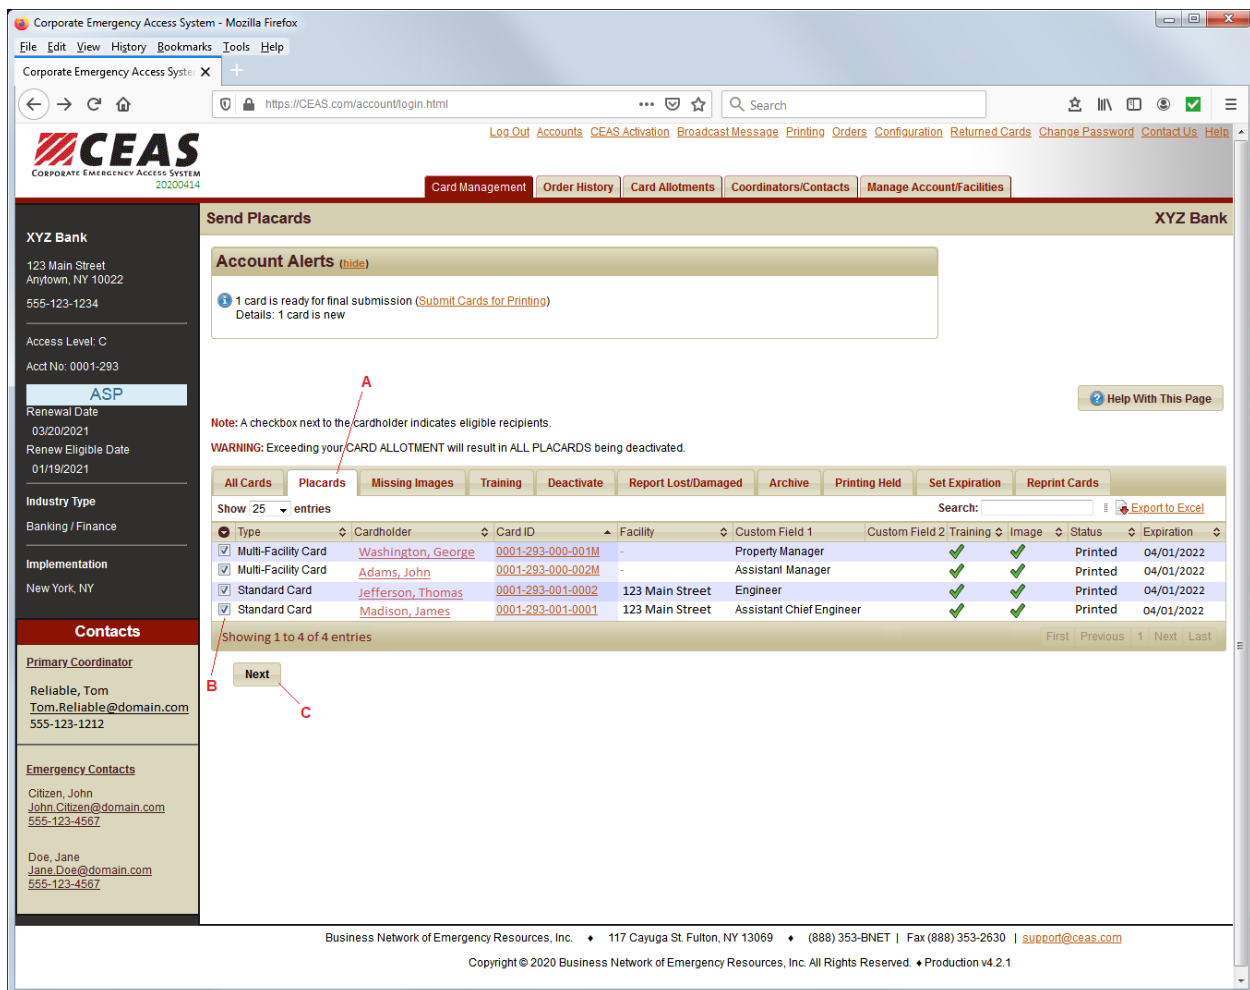 Corporate Emergency Access System - Mozilla Firefox
File Edit View History Bookmarks Tools Help
Corporate Emergency Access System
https://CEAS.com/account/login.html
Search
Log Out Accounts CEAS Activation Broadcast Message Printing Orders Configuration Returned Cards Change Password Contact Us Help
CEAS
CORPORATE EMERGENCY ACCESS SYSTEM
20200414
Card Management Order History Card Allotments Coordinators/Contacts Manage Account/Facilities
Send Placards XYZ Bank
XYZ Bank
123 Main Street
Anytown, NY 10022
555-123-1234
Access Level: C
Acct No: 0001-293
ASP
Renewal Date
03/20/2021
Renew Eligible Date
01/19/2021
Industry Type
Banking / Finance
Implementation
New York, NY
Contacts
Primary Coordinator
Reliable, Tom
Tom.Reliable@domain.com
555-123-1212
Emergency Contacts
Citizen, John
John.Citizen@domain.com
555-123-4567
Doe, Jane
Jane.Doe@domain.com
555-123-4567
Account Alerts (hide)
1 card is ready for final submission (Submit Cards for Printing)
Details: 1 card is new
A
Help With This Page
Note: A checkbox next to the cardholder indicates eligible recipients.
WARNING: Exceeding your CARD ALLOTMENT will result in ALL PLACARDS being deactivated.
All Cards Placards Missing Images Training Deactivate Report Lost/Damaged Archive Printing Held Set Expiration Reprint Cards
Show 25 entries Search: Export to Excel
Type Cardholder Card ID Facility Custom Field 1 Custom Field 2 Training Image Status Expiration
Multi-Facility Card Washington, George 0001-293-000-001M - Property Manager Printed 04/01/2022
Multi-Facility Card Adams, John 0001-293-000-002M - Assistant Manager Printed 04/01/2022
Standard Card Jefferson, Thomas 0001-293-001-0002 123 Main Street Engineer Printed 04/01/2022
Standard Card Madison, James 0001-293-001-0001 123 Main Street Assistant Chief Engineer Printed 04/01/2022
Showing 1 to 4 of 4 entries First Previous 1 Next Last
B
Next
C
Business Network of Emergency Resources, Inc. ♦ 117 Cayuga St. Fulton, NY 13069 ♦ (888) 353-BNET | Fax (888) 353-2630 | support@ceas.com
Copyright © 2020 Business Network of Emergency Resources, Inc. All Rights Reserved. ♦ Production v4.2.1